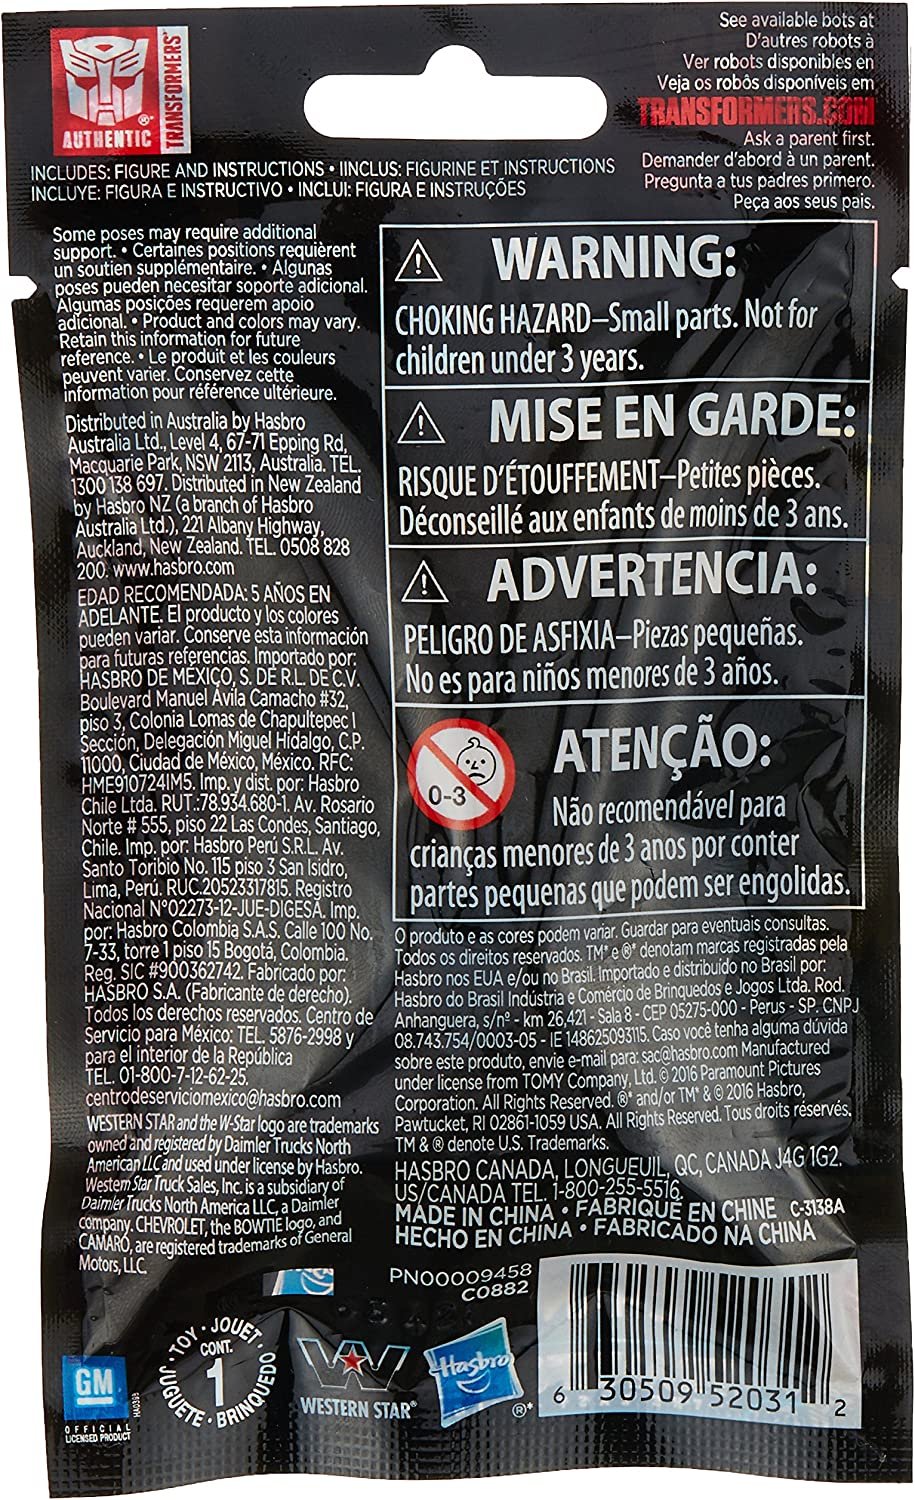 AUTHENTIC
TRANSFORMERS
See available bots at
D'autres robots à
Ver robots disponibles en
Veja os robôs disponíveis em
TRANSFORMERS.COM
Ask a parent first.
Demander d'abord à un parent.
Pregunta a tus padres primero.
Peça aos seus pais.
INCLUDES: FIGURE AND INSTRUCTIONS • INCLUS: FIGURINE ET INSTRUCTIONS
INCLUYE: FIGURA E INSTRUCTIVO • INCLUI: FIGURA E INSTRUÇÕES
Some poses may require additional
support. • Certaines positions requièrent
un soutien supplémentaire. • Algunas
poses pueden necesitar soporte adicional.
Algumas posições requerem apoio
adicional. • Product and colors may vary.
Retain this information for future
reference. • Le produit et les couleurs
peuvent varier. Conservez cette
information pour référence ultérieure.
Distributed in Australia by Hasbro
Australia Ltd., Level 4, 67-71 Epping Rd,
Macquarie Park, NSW 2113, Australia. TEL.
1300 138 697. Distributed in New Zealand
by Hasbro NZ (a branch of Hasbro
Australia Ltd.), 221 Albany Highway,
Auckland, New Zealand. TEL. 0508 828
200. www.hasbro.com
EDAD RECOMENDADA: 5 AÑOS EN
ADELANTE. El producto y los colores
pueden variar. Conserve esta información
para futuras referencias. Importado por:
HASBRO DE MEXICO, S. DE R.L. DE C.V.
Boulevard Manuel Ávila Camacho #32,
piso 3, Colonia Lomas de Chapultepec I
Sección, Delegación Miguel Hidalgo, C.P.
11000, Ciudad de México, México. RFC:
HME910724IM5. Imp. y dist. por: Hasbro
Chile Ltda. RUT.:78.934.680-1. Av. Rosario
Norte # 555, piso 22 Las Condes, Santiago,
Chile. Imp. por: Hasbro Perú S.R.L. Av.
Santo Toribio No. 115 piso 3 San Isidro,
Lima, Perú. RUC.20523317815. Registro
Nacional N°02273-12-JUE-DIGESA. Imp.
por: Hasbro Colombia S.A.S. Calle 100 No.
7-33, torre 1 piso 15 Bogotá, Colombia.
Reg. SIC #900362742. Fabricado por:
HASBRO S.A. (Fabricante de derecho).
Todos los derechos reservados. Centro de
Servicio para México: TEL. 5876-2998 y
para el interior de la República
TEL. 01-800-7-12-62-25.
centrodeserviciomexico@hasbro.com
WESTERN STAR and the W-Star logo are trademarks
owned and registered by Daimler Trucks North
American LLC and used under license by Hasbro.
Western Star Truck Sales, Inc. is a subsidiary of
Daimler Trucks North America LLC, a Daimler
company. CHEVROLET, the BOWTIE logo, and
CAMARO, are registered trademarks of General
Motors, LLC.
WARNING:
CHOKING HAZARD–Small parts. Not for
children under 3 years.
MISE EN GARDE:
RISQUE D'ÉTOUFFEMENT–Petites pièces.
Déconseillé aux enfants de moins de 3 ans.
ADVERTENCIA:
PELIGRO DE ASFIXIA–Piezas pequeñas.
No es para niños menores de 3 años.
0-3
ATENÇÃO:
Não recomendável para
crianças menores de 3 anos por conter
partes pequenas que podem ser engolidas.
O produto e as cores podem variar. Guardar para eventuais consultas.
Todos os direitos reservados. TM* e ®* denotam marcas registradas pela
Hasbro nos EUA e/ou no Brasil. Importado e distribuído no Brasil por:
Hasbro do Brasil Indústria e Comércio de Brinquedos e Jogos Ltda. Rod.
Anhanguera, s/nº - km 26,421 - Sala 8 - CEP 05275-000 - Perus - SP. CNPJ
08.743.754/0003-05 - IE 148625093115. Caso você tenha alguma dúvida
sobre este produto, envie e-mail para: sac@hasbro.com Manufactured
under license from TOMY Company, Ltd. © 2016 Paramount Pictures
Corporation. All Rights Reserved. ®* and/or TM* & © 2016 Hasbro,
Pawtucket, RI 02861-1059 USA. All Rights Reserved. Todos direitos résérvés.
TM & ® denote U.S. Trademarks.
HASBRO CANADA, LONGUEUIL, QC, CANADA J4G 1G2.
US/CANADA TEL. 1-800-255-5516.
MADE IN CHINA • FABRIQUÉ EN CHINE C-3138A
HECHO EN CHINA • FABRICADO NA CHINA
PN00009458
C0882
GM
OFFICIAL
LICENSED PRODUCT
TOY • JOUET • JUGUETE • BRINQUEDO
CONT.
1
WESTERN STAR®
Hasbro
®*
6 30509 52031 2